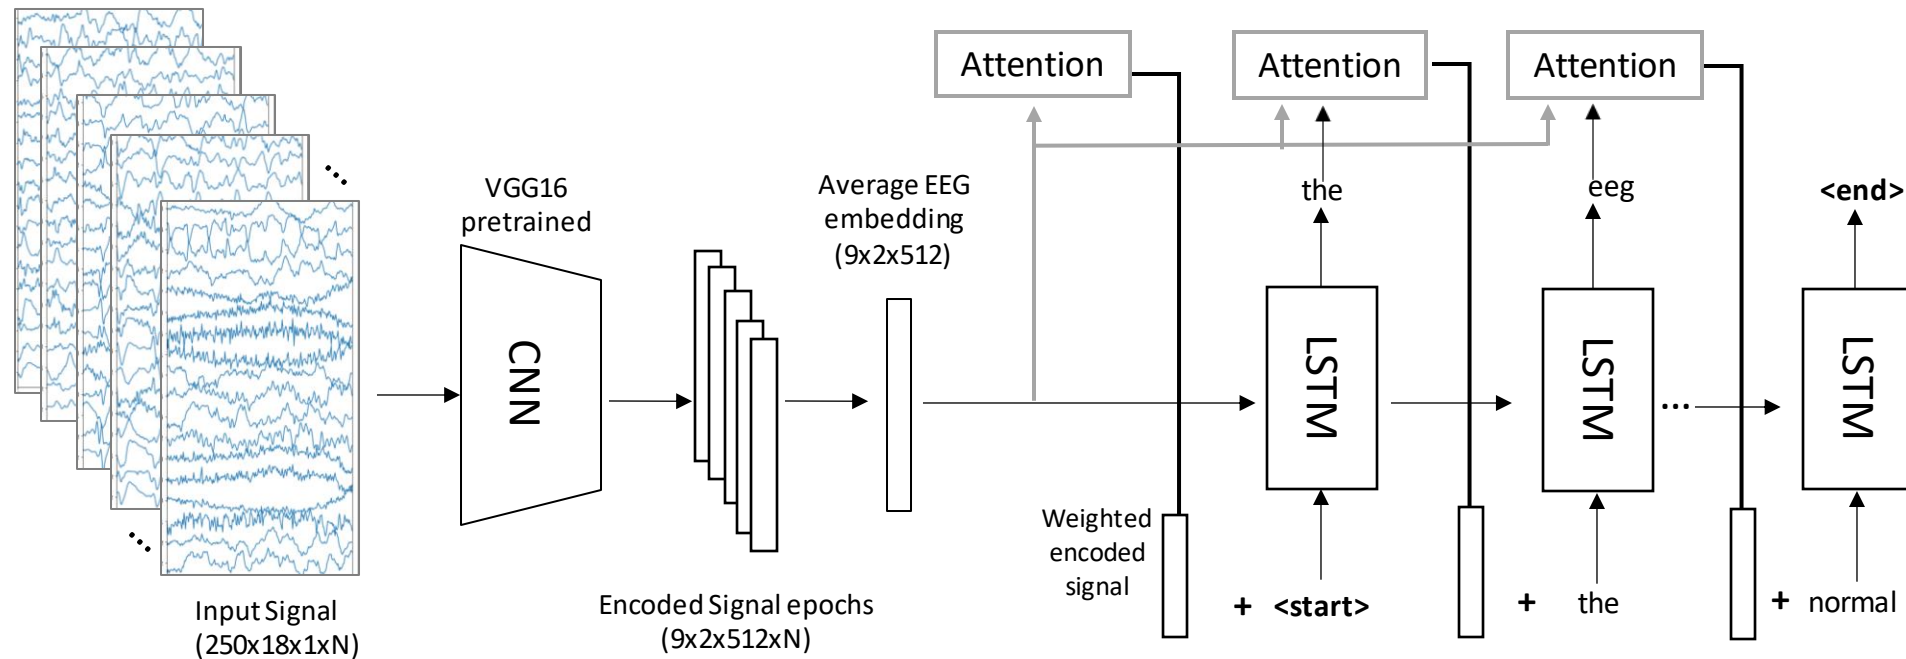 Attention
Attention
Attention
VGG16
pretrained
Average EEG
embedding
(9x2x512)
the
eeg
<end>
CNN
LSTM
LSTM
...
LSTM
Weighted
encoded
signal
Input Signal
(250x18x1xN)
Encoded Signal epochs
(9x2x512xN)
+ <start>
+ the
+ normal